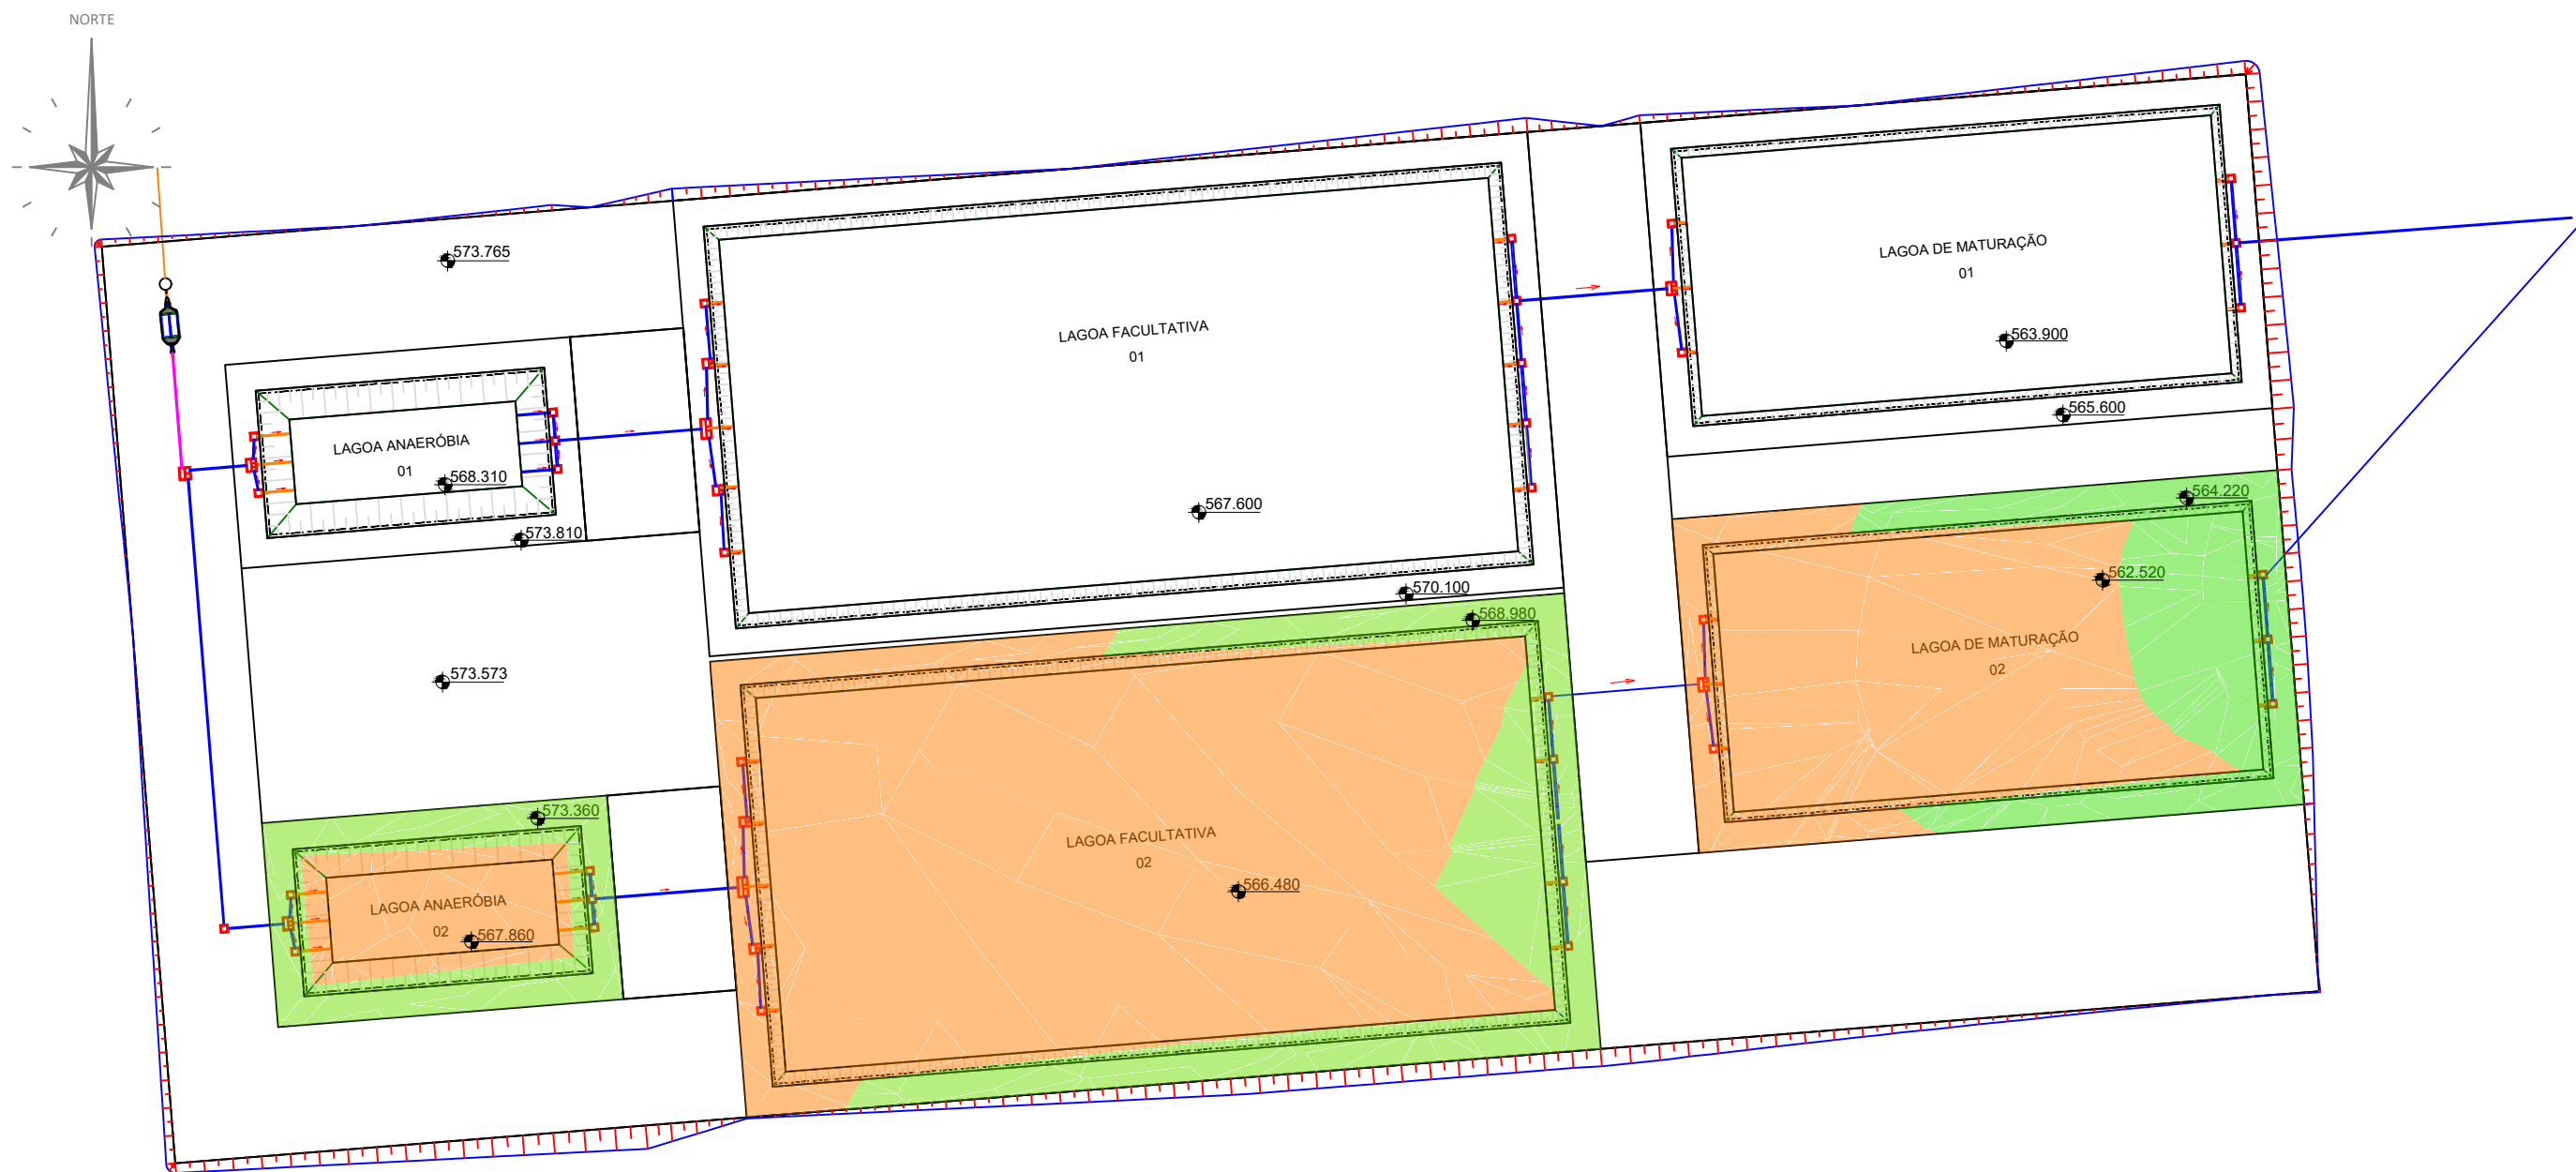 NORTE
573.765
LAGOA ANAERÓBIA
01
568.310
573.810
LAGOA FACULTATIVA
01
567.600
570.100
LAGOA DE MATURAÇÃO
01
563.900
565.600
573.573
573.360
LAGOA ANAERÓBIA
02
567.860
568.980
LAGOA FACULTATIVA
02
566.480
564.220
562.520
LAGOA DE MATURAÇÃO
02